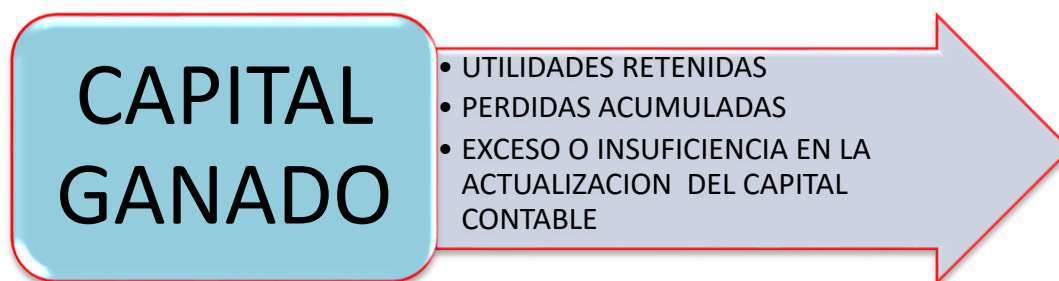 CAPITAL
GANADO
• UTILIDADES RETENIDAS
• PERDIDAS ACUMULADAS
• EXCESO O INSUFICIENCIA EN LA
ACTUALIZACION DEL CAPITAL
CONTABLE